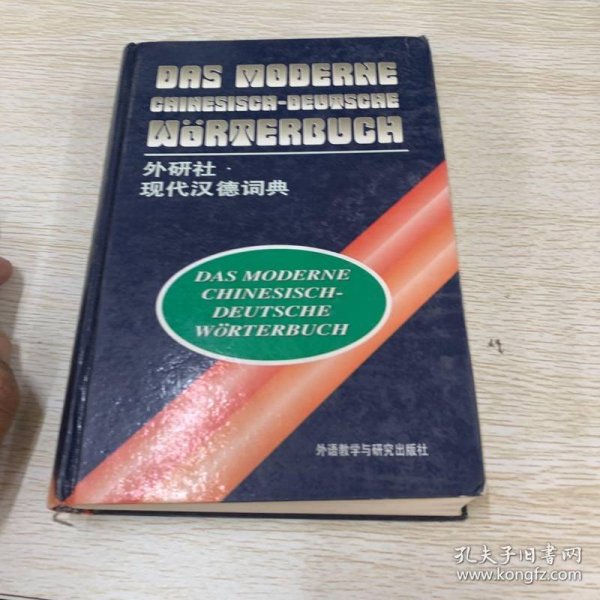 DAS MODERNE
CHINESISCH-DEUTSCHE
WÖRTERBUCH
外研社·
现代汉德词典
DAS MODERNE
CHINESISCH-
DEUTSCHE
WÖRTERBUCH
外语教学与研究出版社
孔夫子旧书网
www.kongfz.com